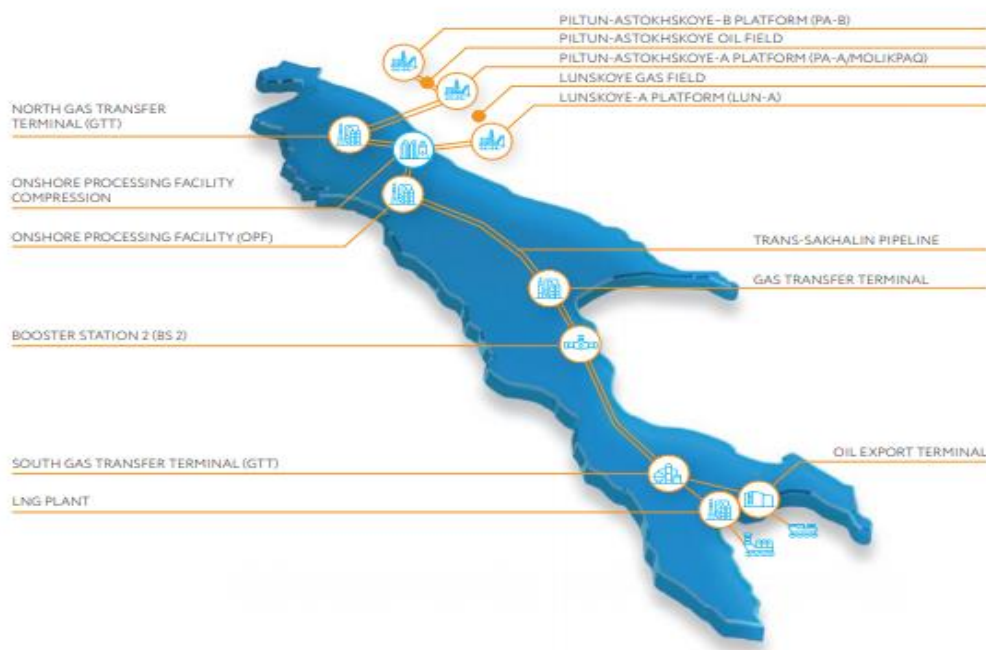 PILTUN-ASTOKHSKOYE-B PLATFORM (PA-B)
PILTUN-ASTOKHSKOYE OIL FIELD
PILTUN-ASTOKHSKOYE-A PLATFORM (PA-A/MOLIKPAQ)
LUNSKOYE GAS FIELD
LUNSKOYE-A PLATFORM (LUN-A)
NORTH GAS TRANSFER
TERMINAL (GTT)
ONSHORE PROCESSING FACILITY
COMPRESSION
ONSHORE PROCESSING FACILITY (OPF)
TRANS-SAKHALIN PIPELINE
GAS TRANSFER TERMINAL
BOOSTER STATION 2 (BS 2)
OIL EXPORT TERMINAL
SOUTH GAS TRANSFER TERMINAL (GTT)
LNG PLANT